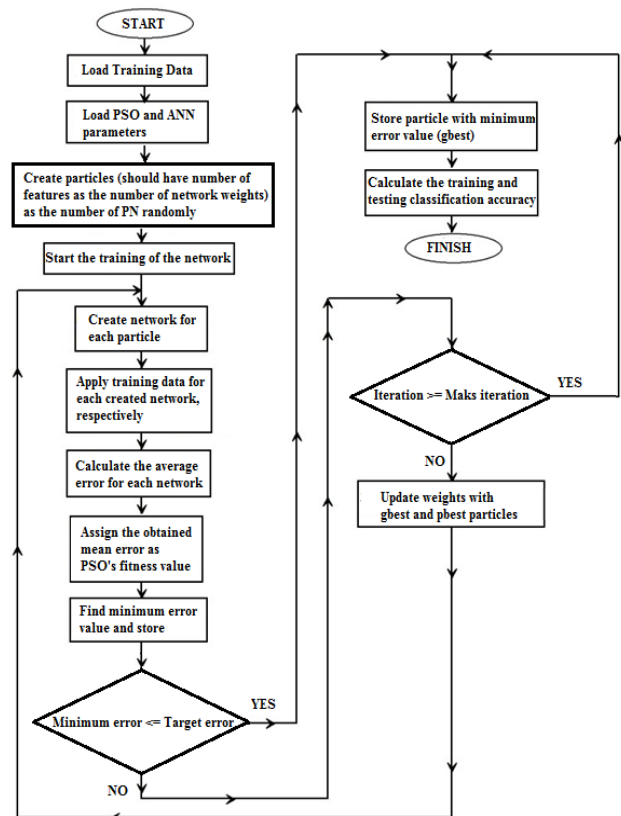 START
Load Training Data
Load PSO and ANN
parameters
Create particles (should have number of
features as the number of network weights)
as the number of PN randomly
Start the training of the network
Create network for
each particle
Apply training data for
each created network,
respectively
Calculate the average
error for each network
Assign the obtained
mean error as
PSO's fitness value
Find minimum error
value and store
Minimum error <= Target error
YES
NO
Store particle with minimum
error value (gbest)
Calculate the training and
testing classification accuracy
FINISH
Iteration >= Maks iteration
YES
NO
Update weights with
gbest and pbest particles